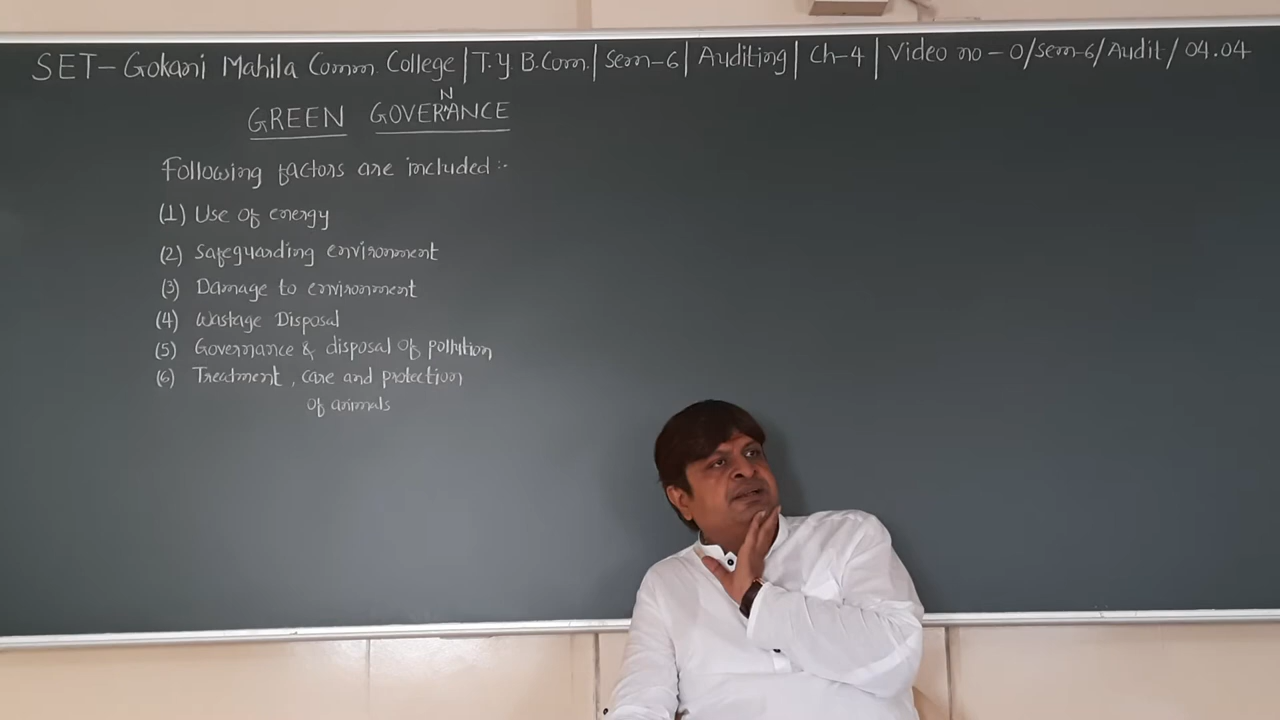 SET-Gokani Mahila Comm. College | T.Y B.Com. | Sem-6 | Auditing | Ch-4 | Video no - 0/sem-6/Audit/04.04
GREEN GOVERNANCE
Following factors are included :-
(1) Use of energy
(2) Safeguarding environment
(3) Damage to environment
(4) Wastage Disposal
(5) Governance & disposal of pollution
(6) Treatment, care and protection
of animals